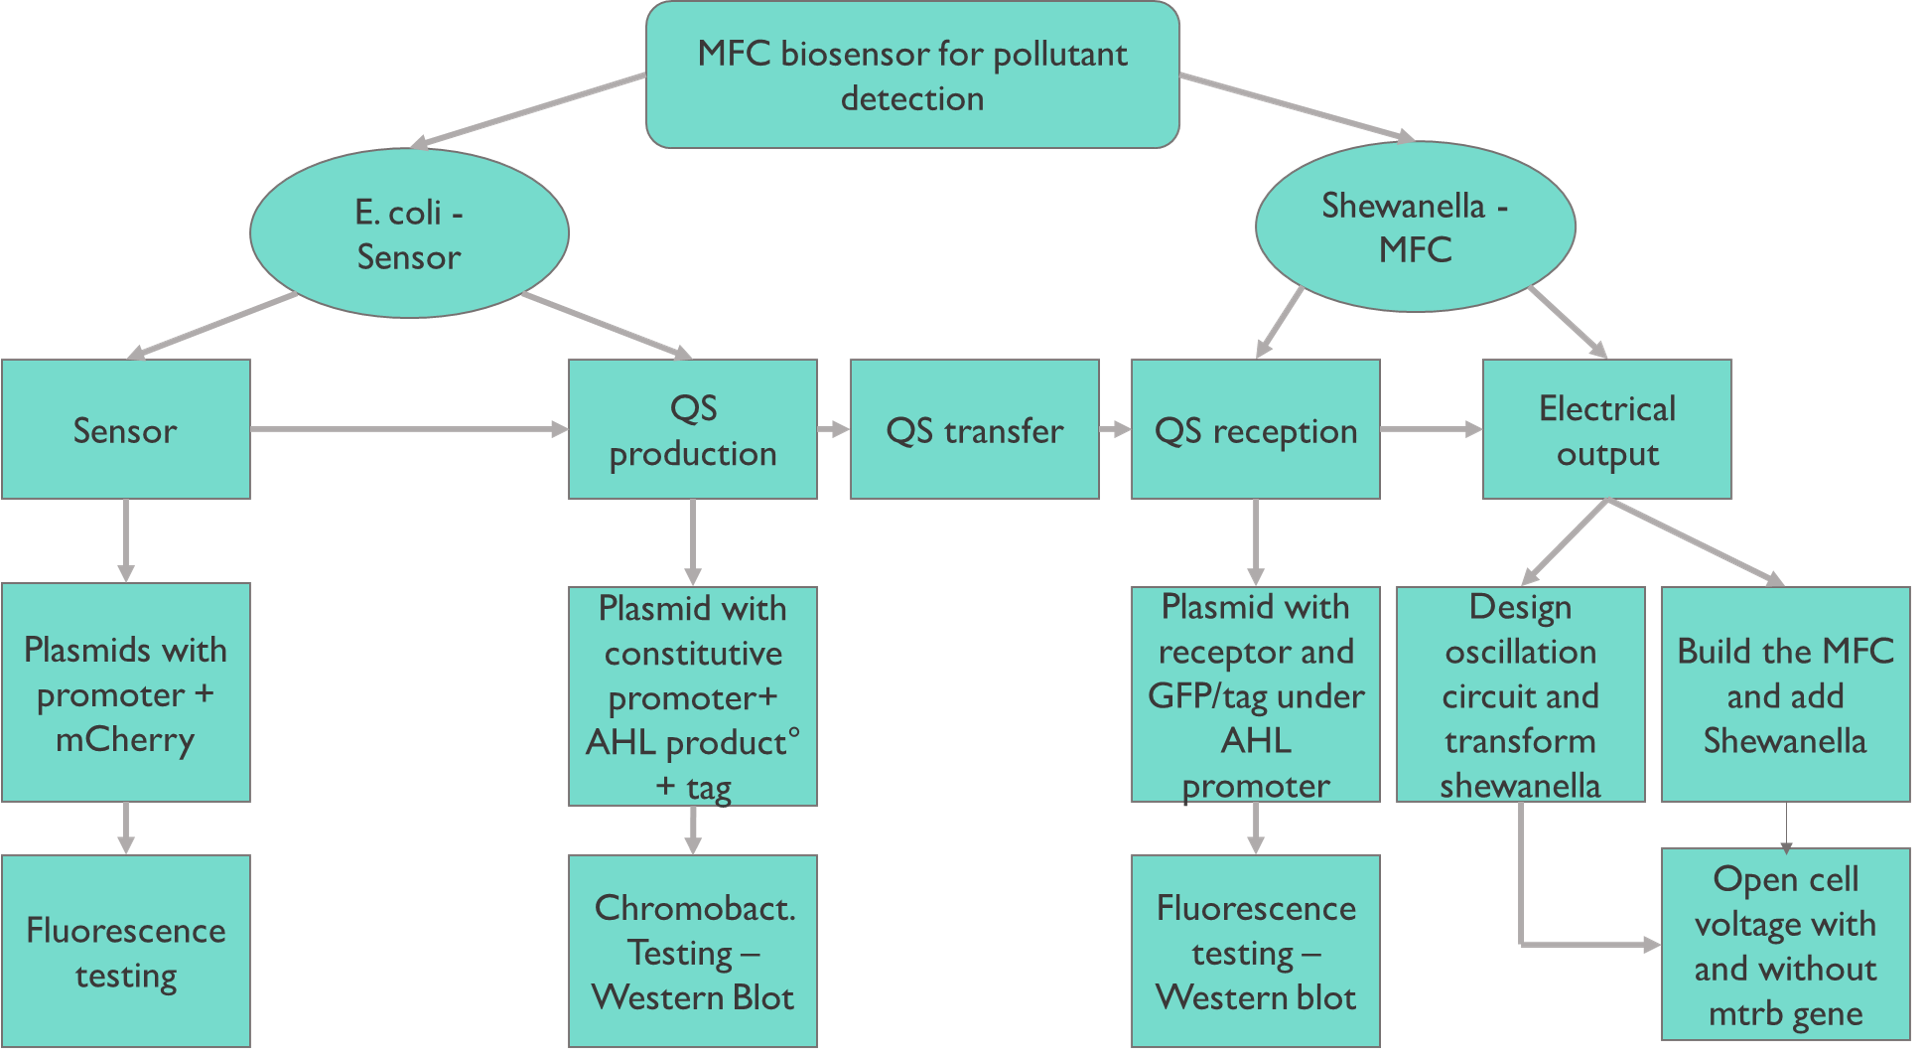 MFC biosensor for pollutant
detection
E. coli -
Sensor
Shewanella -
MFC
Sensor
QS
production
QS transfer
QS reception
Electrical
output
Plasmids with
promoter +
mCherry
Plasmid with
constitutive
promoter+
AHL product°
+ tag
Plasmid with
receptor and
GFP/tag under
AHL
promoter
Design
oscillation
circuit and
transform
shewanella
Build the MFC
and add
Shewanella
Fluorescence
testing
Chromobact.
Testing –
Western Blot
Fluorescence
testing –
Western blot
Open cell
voltage with
and without
mtrb gene